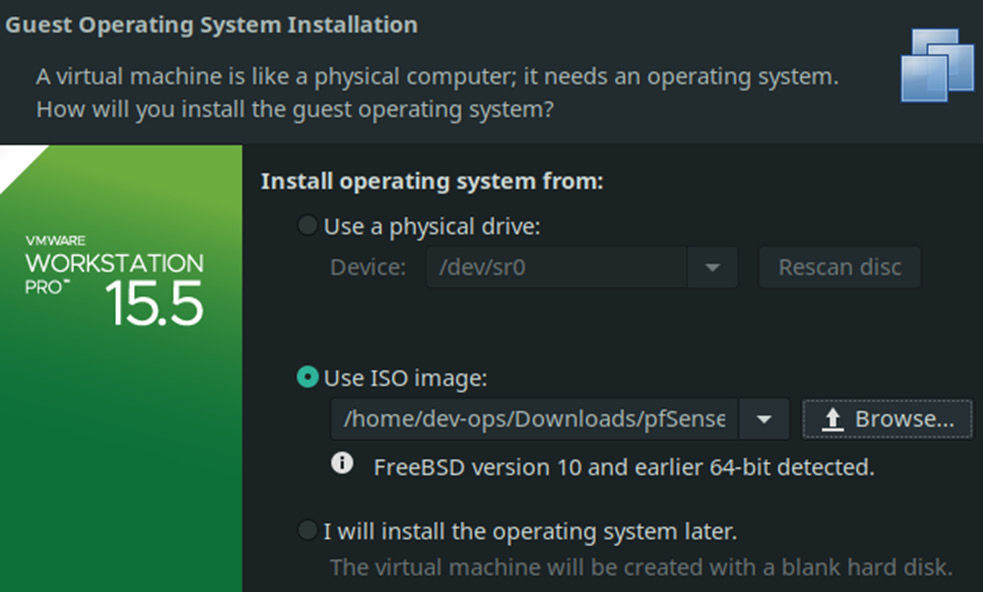 Guest Operating System Installation
A virtual machine is like a physical computer; it needs an operating system.
How will you install the guest operating system?
VMWARE
WORKSTATION
PRO™ 15.5
Install operating system from:
Use a physical drive:
Device: /dev/sr0 Rescan disc
Use ISO image:
/home/dev-ops/Downloads/pfSense Browse...
FreeBSD version 10 and earlier 64-bit detected.
I will install the operating system later.
The virtual machine will be created with a blank hard disk.